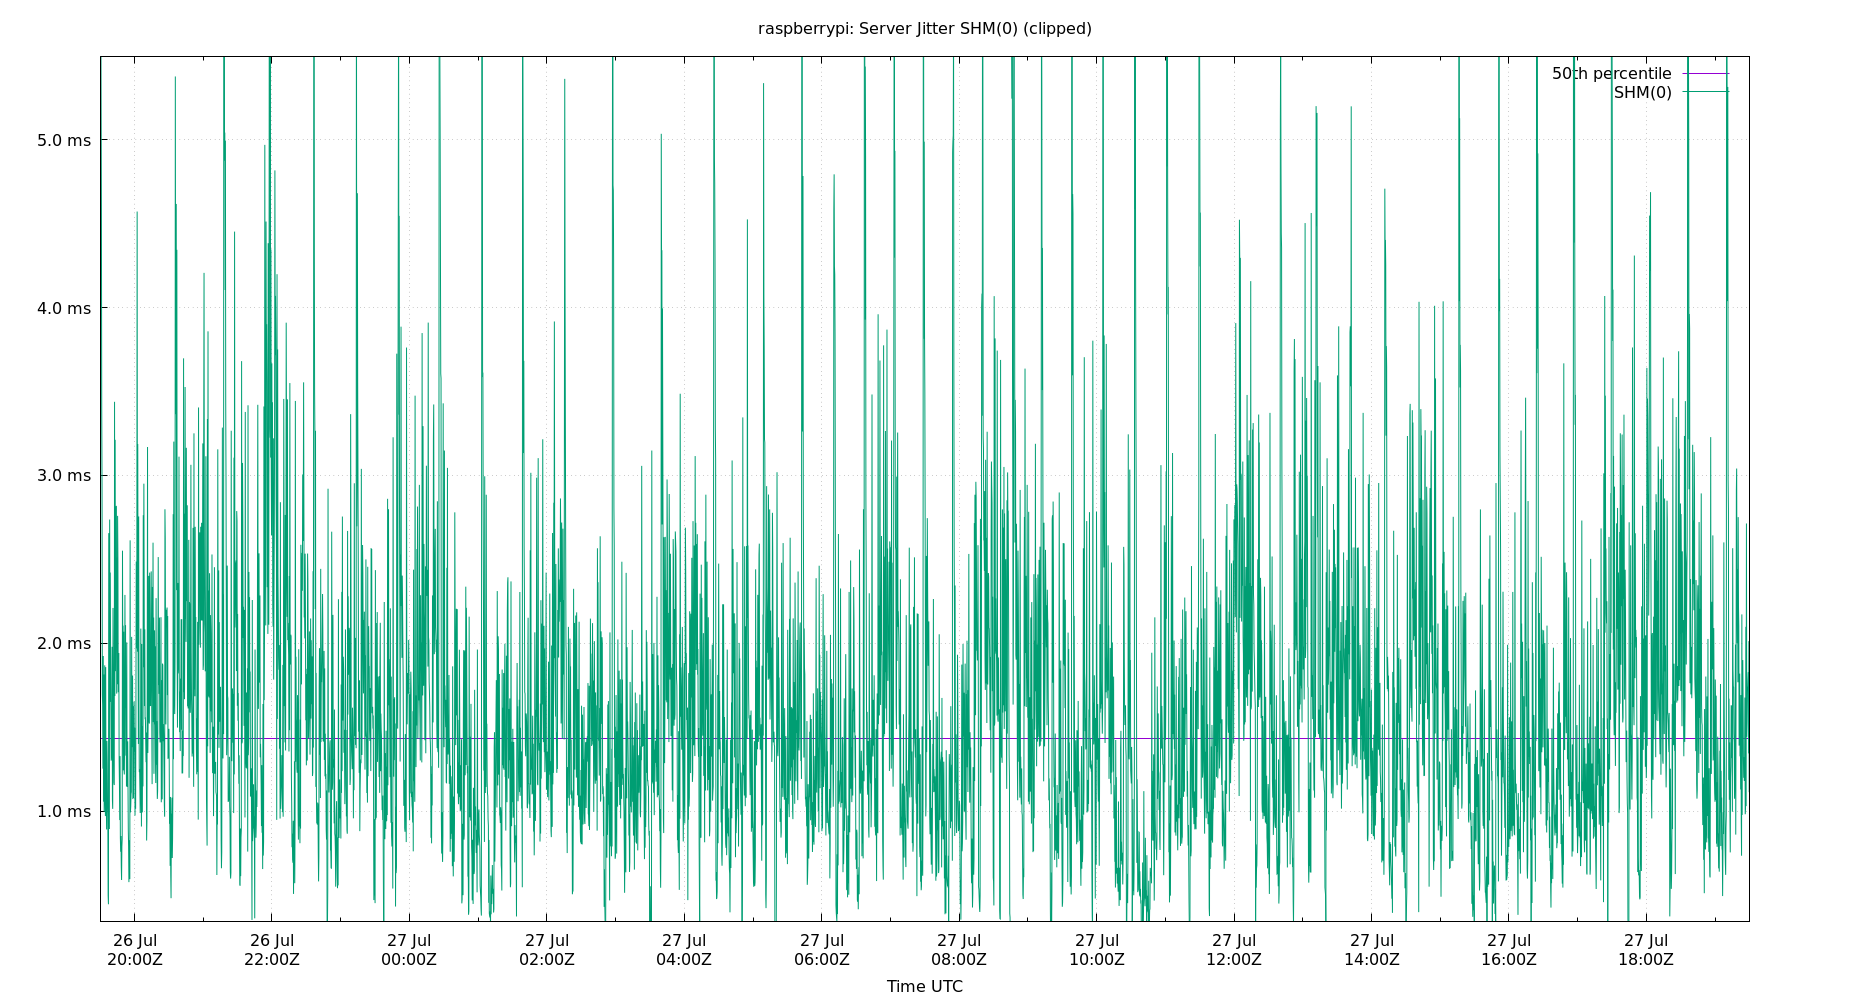 raspberrypi: Server Jitter SHM(0) (clipped)
50th percentile
SHM(0)
5.0 ms
4.0 ms
3.0 ms
2.0 ms
1.0 ms
26 Jul 26 Jul 27 Jul 27 Jul 27 Jul 27 Jul 27 Jul 27 Jul 27 Jul 27 Jul 27 Jul 27 Jul
20:00Z 22:00Z 00:00Z 02:00Z 04:00Z 06:00Z 08:00Z 10:00Z 12:00Z 14:00Z 16:00Z 18:00Z
Time UTC